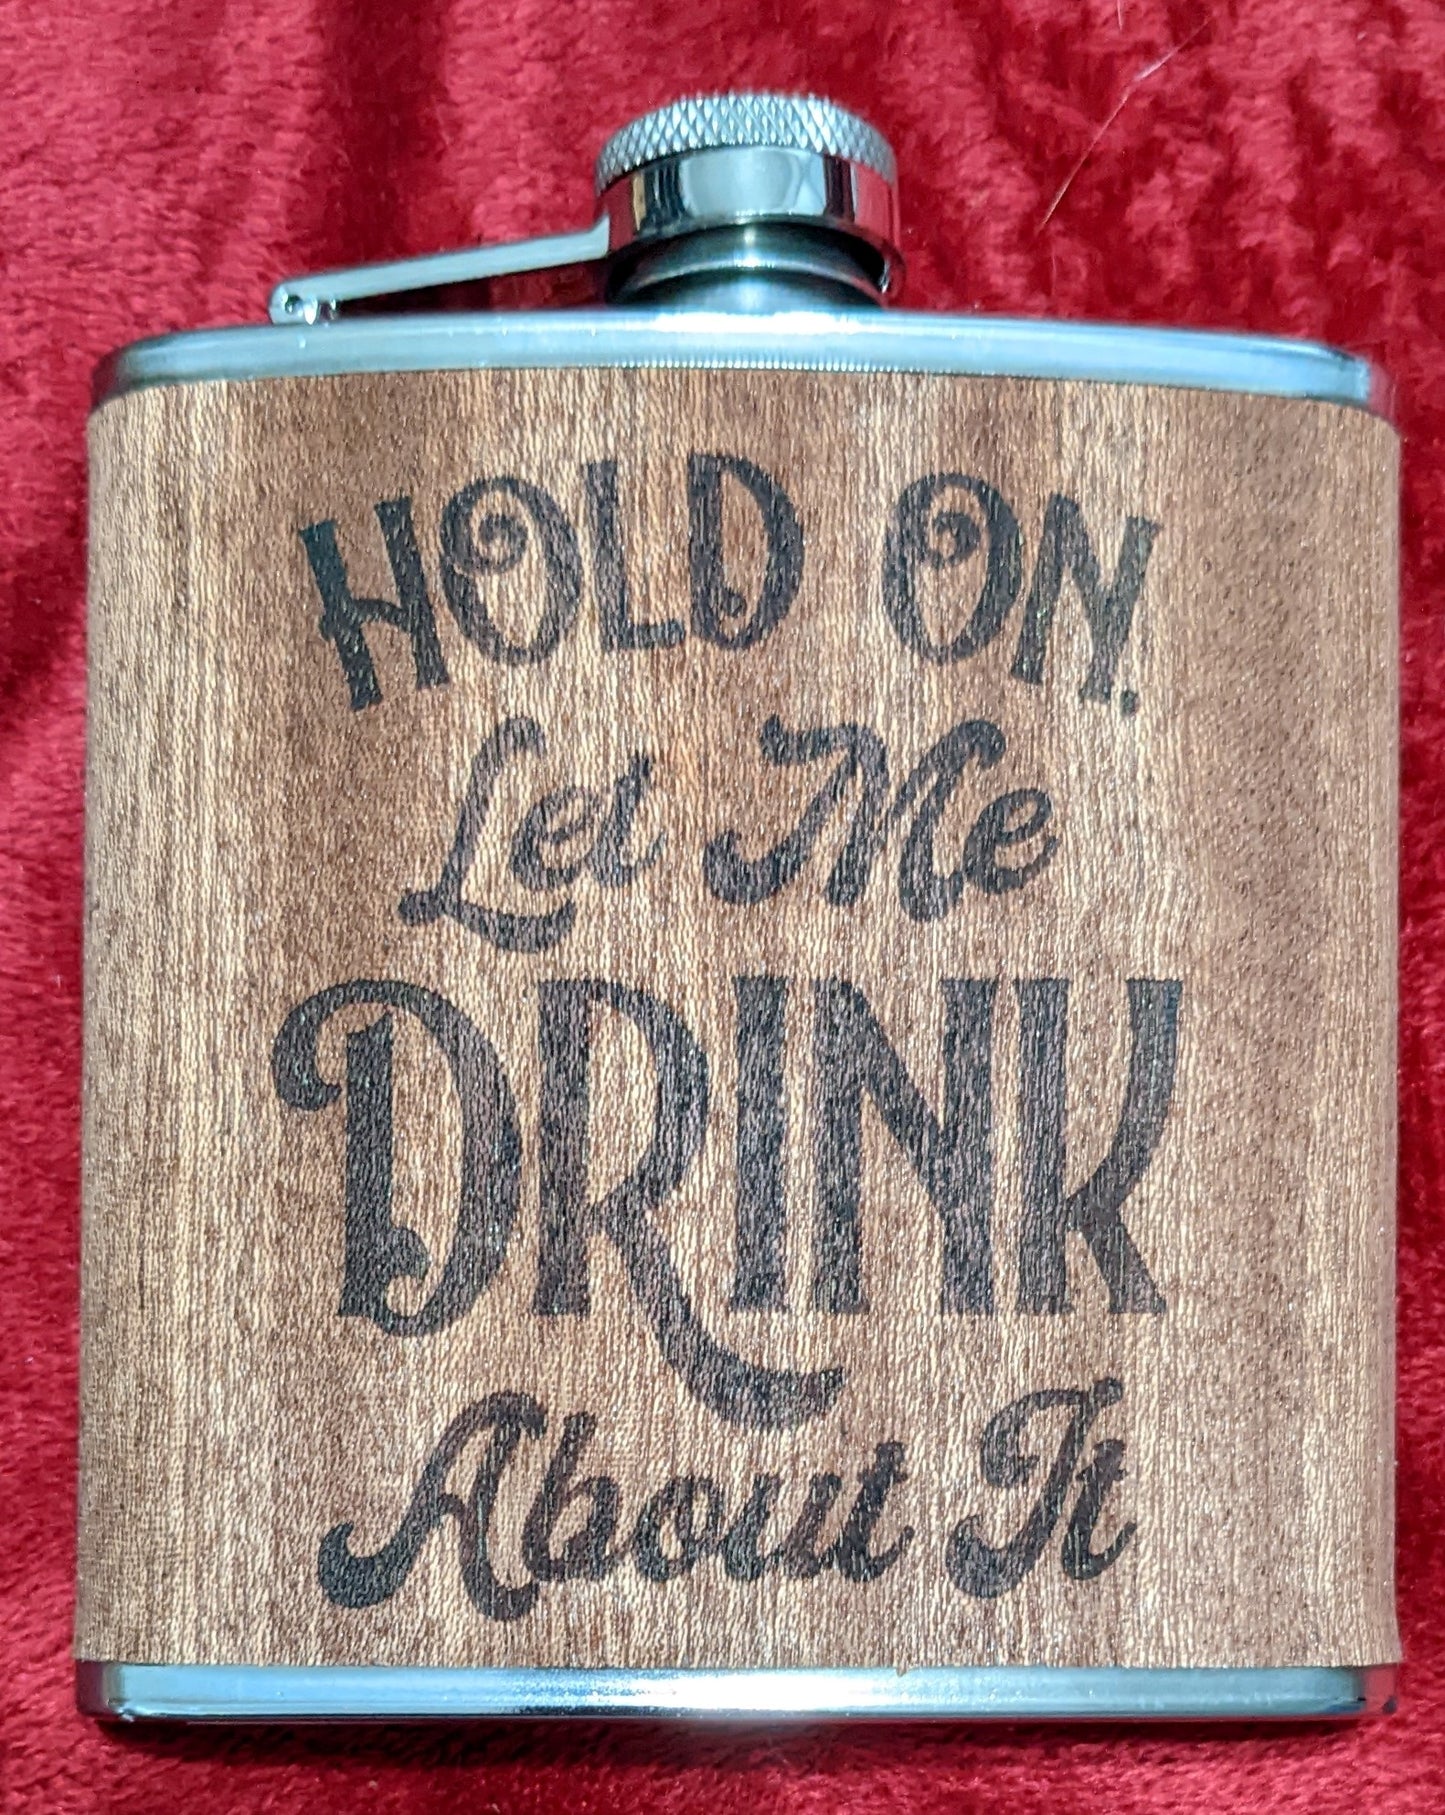 HOLD ON.
Let Me
DRINK
About It